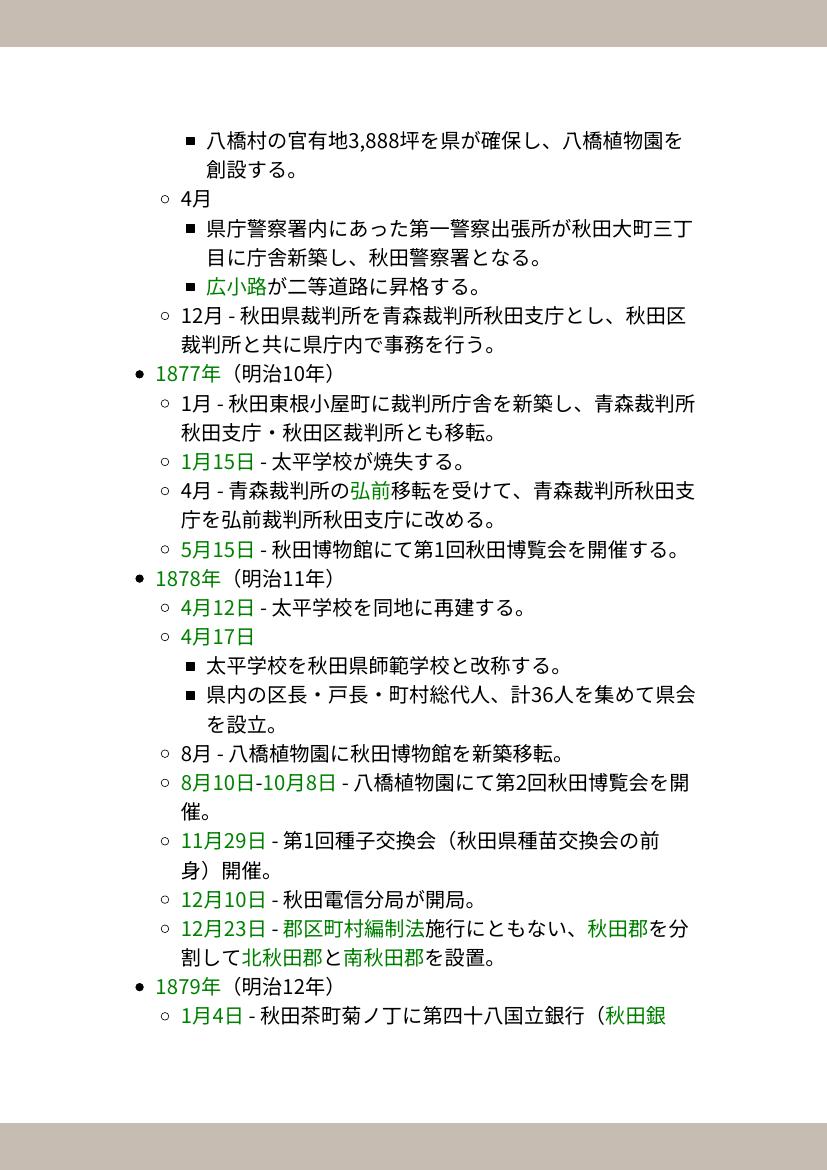 八橋村の官有地3,888坪を県が確保し、八橋植物園を
創設する。
4月
県庁警察署内にあった第一警察出張所が秋田大町三丁
目に庁舎新築し、秋田警察署となる。
広小路が二等道路に昇格する。
12月 - 秋田県裁判所を青森裁判所秋田支庁とし、秋田区
裁判所と共に県庁内で事務を行う。
1877年（明治10年）
1月 - 秋田東根小屋町に裁判所庁舎を新築し、青森裁判所
秋田支庁・秋田区裁判所とも移転。
1月15日 - 太平学校が焼失する。
4月 - 青森裁判所の弘前移転を受けて、青森裁判所秋田支
庁を弘前裁判所秋田支庁に改める。
5月15日 - 秋田博物館にて第1回秋田博覧会を開催する。
1878年（明治11年）
4月12日 - 太平学校を同地に再建する。
4月17日
太平学校を秋田県師範学校と改称する。
県内の区長・戸長・町村総代人、計36人を集めて県会
を設立。
8月 - 八橋植物園に秋田博物館を新築移転。
8月10日-10月8日 - 八橋植物園にて第2回秋田博覧会を開
催。
11月29日 - 第1回種子交換会（秋田県種苗交換会の前
身）開催。
12月10日 - 秋田電信分局が開局。
12月23日 - 郡区町村編制法施行にともない、秋田郡を分
割して北秋田郡と南秋田郡を設置。
1879年（明治12年）
1月4日 - 秋田茶町菊ノ丁に第四十八国立銀行（秋田銀